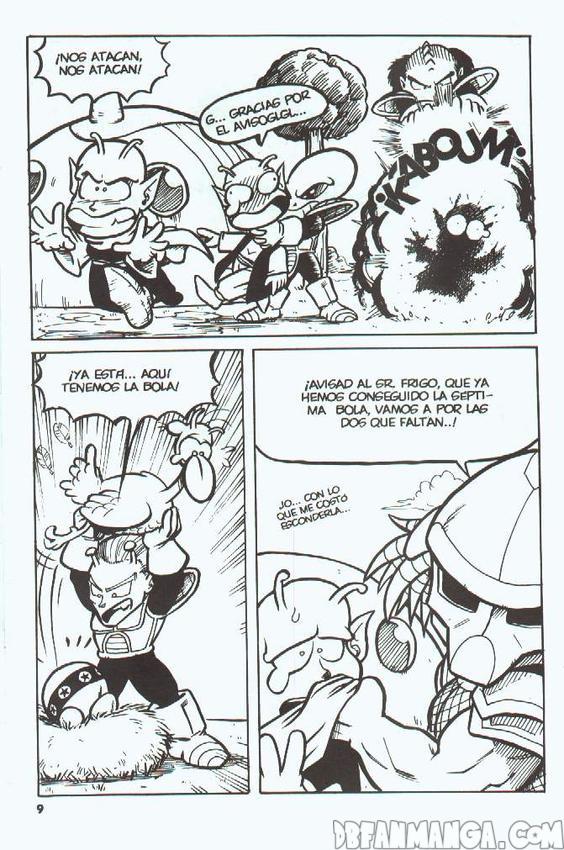 ¡NOS ATACAN,
NOS ATACAN!
G... GRACIAS POR
EL AVISOGLGL...
¡KABOUM!
¡YA ESTÁ... AQUÍ
TENEMOS LA BOLA!
¡AVISAD AL SR. FRIGO, QUE YA
HEMOS CONSEGUIDO LA SÉPTI-
MA BOLA, VAMOS A POR LAS
DOS QUE FALTAN..!
JO... CON LO
QUE ME COSTÓ
ESCONDERLA...
9
DBFANMANGA.COM